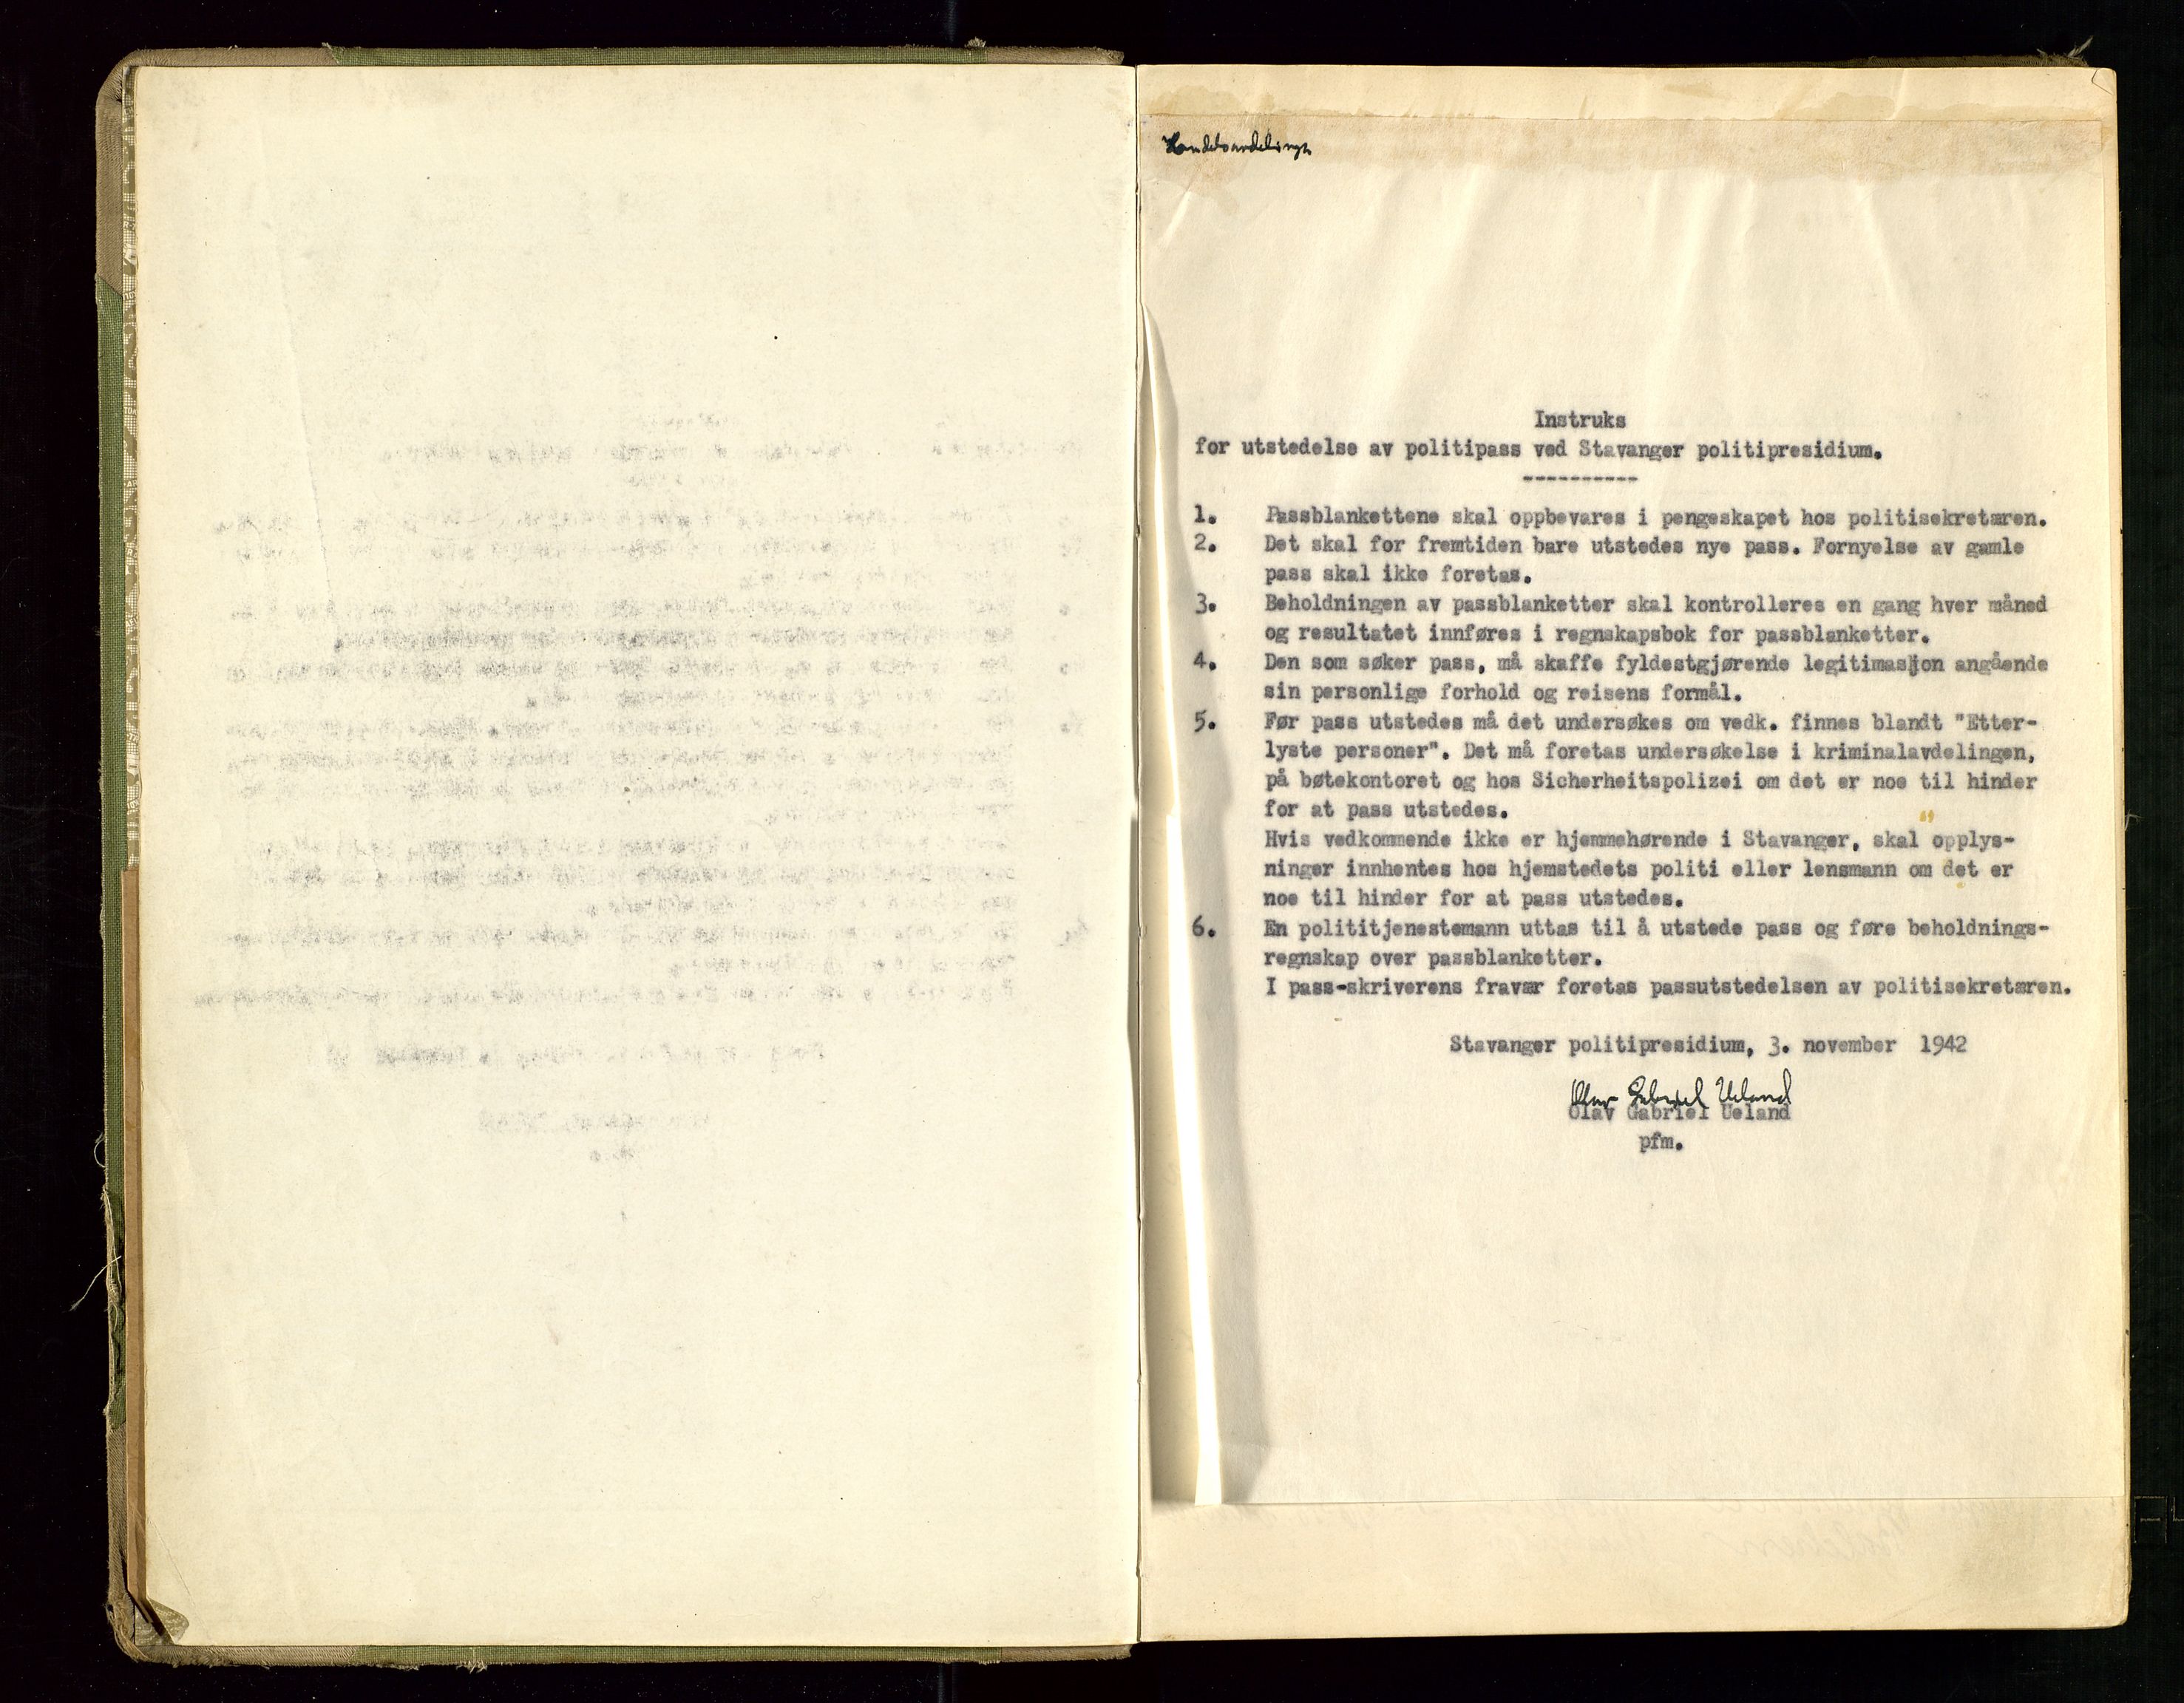 Instruks
for utstedelse av politipass ved Stavanger politipresidium.
----------
1. Passblankettene skal oppbevares i pengeskapet hos politisekretæren.
2. Det skal for fremtiden bare utstedes nye pass. Fornyelse av gamle
pass skal ikke foretas.
3. Beholdningen av passblanketter skal kontrolleres en gang hver måned
og resultatet innføres i regnskapsbok for passblanketter.
4. Den som søker pass, må skaffe fyldestgjørende legitimasjon angående
sin personlige forhold og reisens formål.
5. Før pass utstedes må det undersøkes om vedk. finnes blandt "Etter-
lyste personer". Det må foretas undersøkelse i kriminalavdelingen,
på bøtekontoret og hos Sicherheitspolizei om det er noe til hinder
for at pass utstedes.
Hvis vedkommende ikke er hjemmehørende i Stavanger, skal opplys-
ninger innhentes hos hjemstedets politi eller lensmann om det er
noe til hinder for at pass utstedes.
6. En polititjenestemann uttas til å utstede pass og føre beholdnings-
regnskap over passblanketter.
I pass-skriverens fravær foretas passutstedelsen av politisekretæren.
Stavanger politipresidium, 3. november 1942
Olav Gabriel Ueland
Olav Gabriel Ueland
pfm.